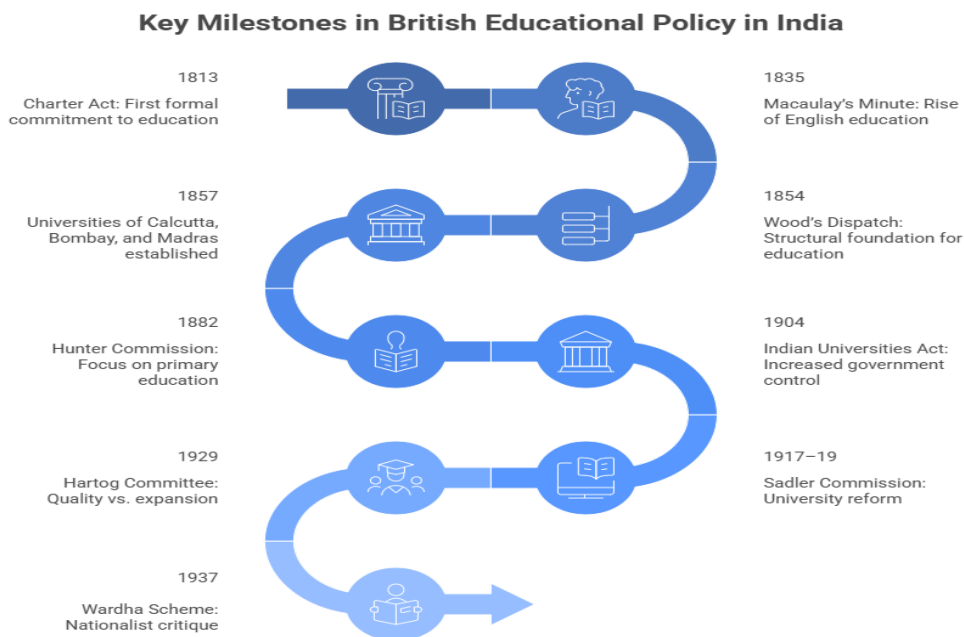 Key Milestones in British Educational Policy in India
1813
Charter Act: First formal
commitment to education
1835
Macaulay's Minute: Rise
of English education
1854
Wood's Dispatch:
Structural foundation for
education
1857
Universities of Calcutta,
Bombay, and Madras
established
1882
Hunter Commission:
Focus on primary
education
1904
Indian Universities Act:
Increased government
control
1917–19
Sadler Commission:
University reform
1929
Hartog Committee:
Quality vs. expansion
1937
Wardha Scheme:
Nationalist critique